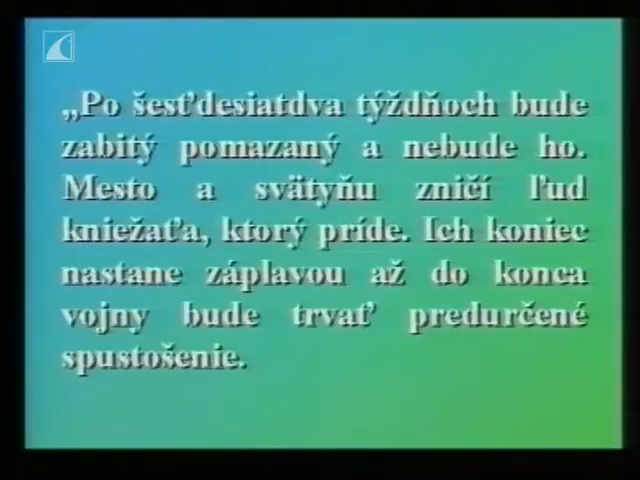 „Po šesťdesiatdva týždňoch bude
zabitý pomazaný a nebude ho.
Mesto a svätyňu zničí ľud
kniežaťa, ktorý príde. Ich koniec
nastane záplavou až do konca
vojny bude trvať predurčené
spustošenie.